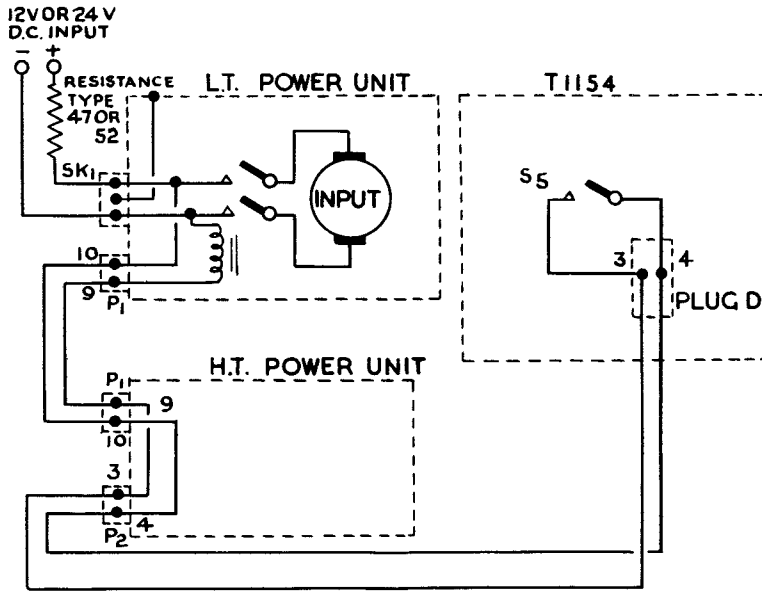 12V OR 24 V
D.C. INPUT
- +
RESISTANCE
TYPE
47 OR
52
L.T. POWER UNIT
T1154
SK1
INPUT
S5
10
9
P1
3
4
PLUG D
H.T. POWER UNIT
P1
9
10
3
4
P2